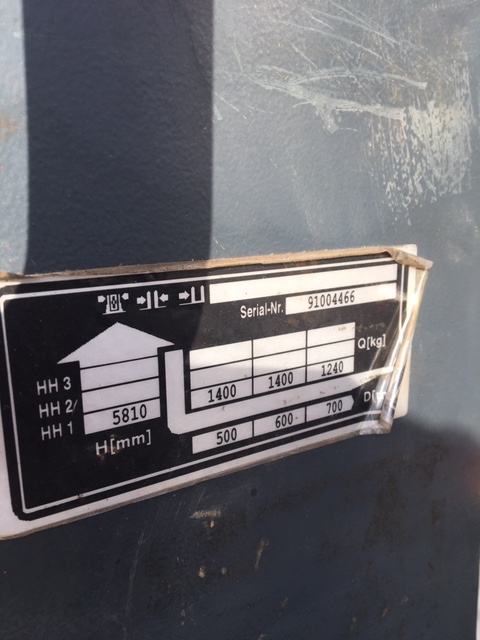 Serial-Nr. 91004466
Q[kg]
HH 3
HH 2
HH 1 5810 1400 1400 1240
H[mm] 500 600 700